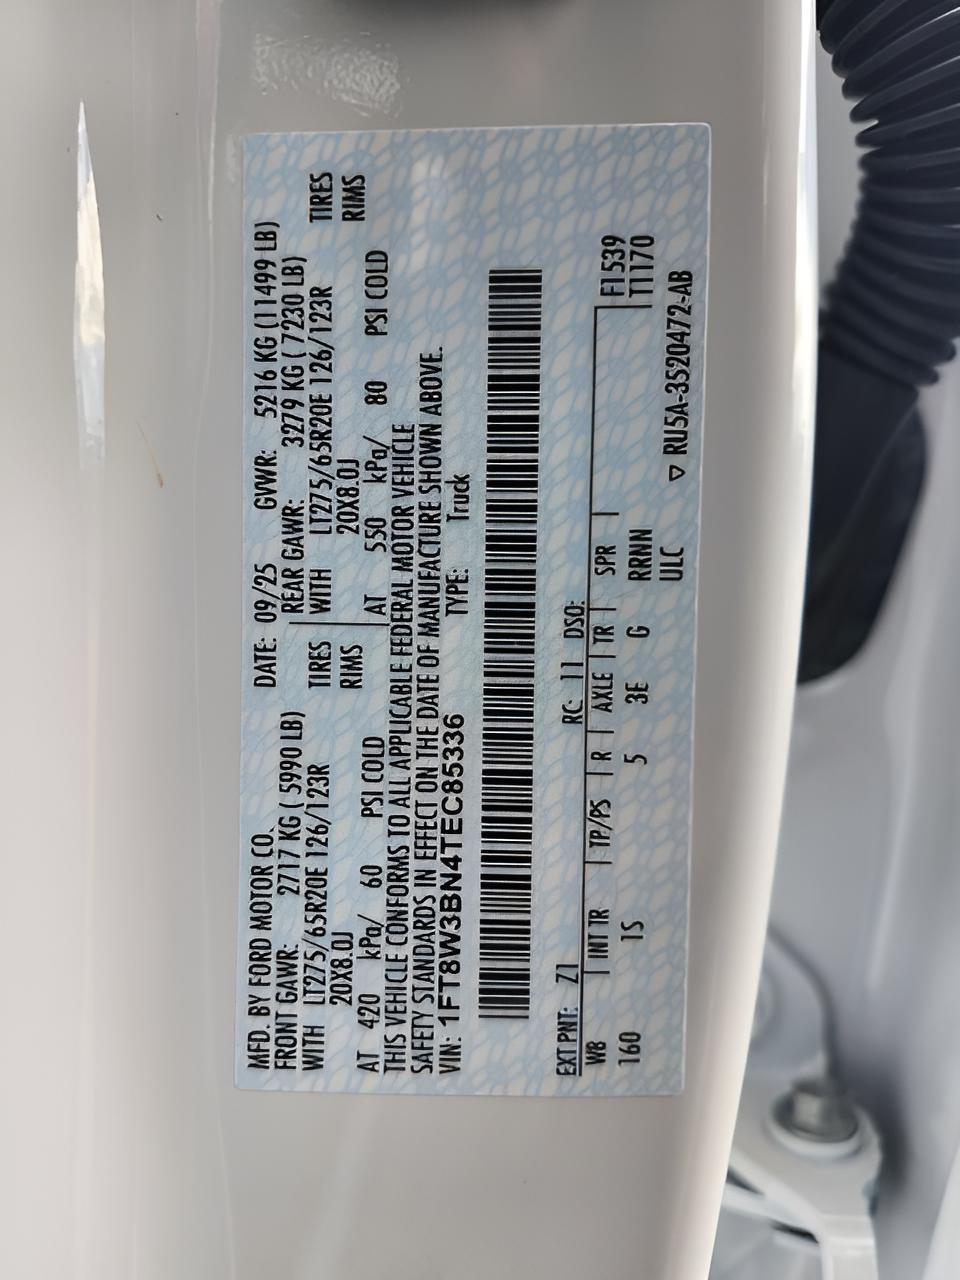 MFD. BY FORD MOTOR CO. DATE: 09/25 GVWR: 5216 KG (11499 LB)
FRONT GAWR: 2717 KG ( 5990 LB) REAR GAWR: 3279 KG ( 7230 LB)
WITH LT275/65R20E 126/123R TIRES WITH LT275/65R20E 126/123R TIRES
20X8.0J RIMS 20X8.0J RIMS
AT 420 kPa/ 60 PSI COLD AT 550 kPa/ 80 PSI COLD
THIS VEHICLE CONFORMS TO ALL APPLICABLE FEDERAL MOTOR VEHICLE
SAFETY STANDARDS IN EFFECT ON THE DATE OF MANUFACTURE SHOWN ABOVE.
VIN: 1FT8W3BN4TEC85336 TYPE: Truck
EXT PNT: Z1 RC: 11 DSO:
WB INT TR TP/PS R AXLE TR SPR F1539
160 1S 5 3E G RRNN T1170
ULC ▽ RU5A-3520472-AB